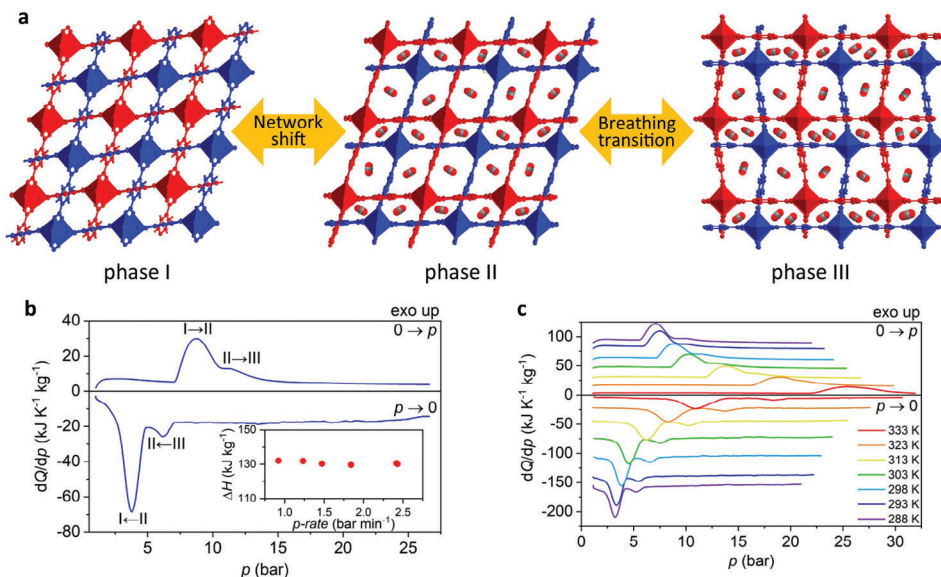 a
Network
shift
Breathing
transition
phase I
phase II
phase III
b
exo up
0 → p
I→II
II→III
p → 0
II←III
I←II
40
20
0
-20
-40
-60
-80
dQ/dp (kJ K⁻¹ kg⁻¹)
5
10
15
20
25
p (bar)
150
130
110
ΔH (kJ kg⁻¹)
1.0
1.5
2.0
2.5
p-rate (bar min⁻¹)
c
exo up
0 → p
p → 0
100
50
0
-50
-100
-150
-200
dQ/dp (kJ K⁻¹ kg⁻¹)
333 K
323 K
313 K
303 K
298 K
293 K
288 K
0
5
10
15
20
25
30
p (bar)